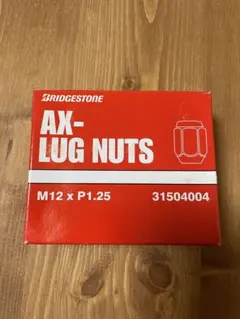 BRIDGESTONE
AX-
LUG NUTS
M12 x P1.25 31504004